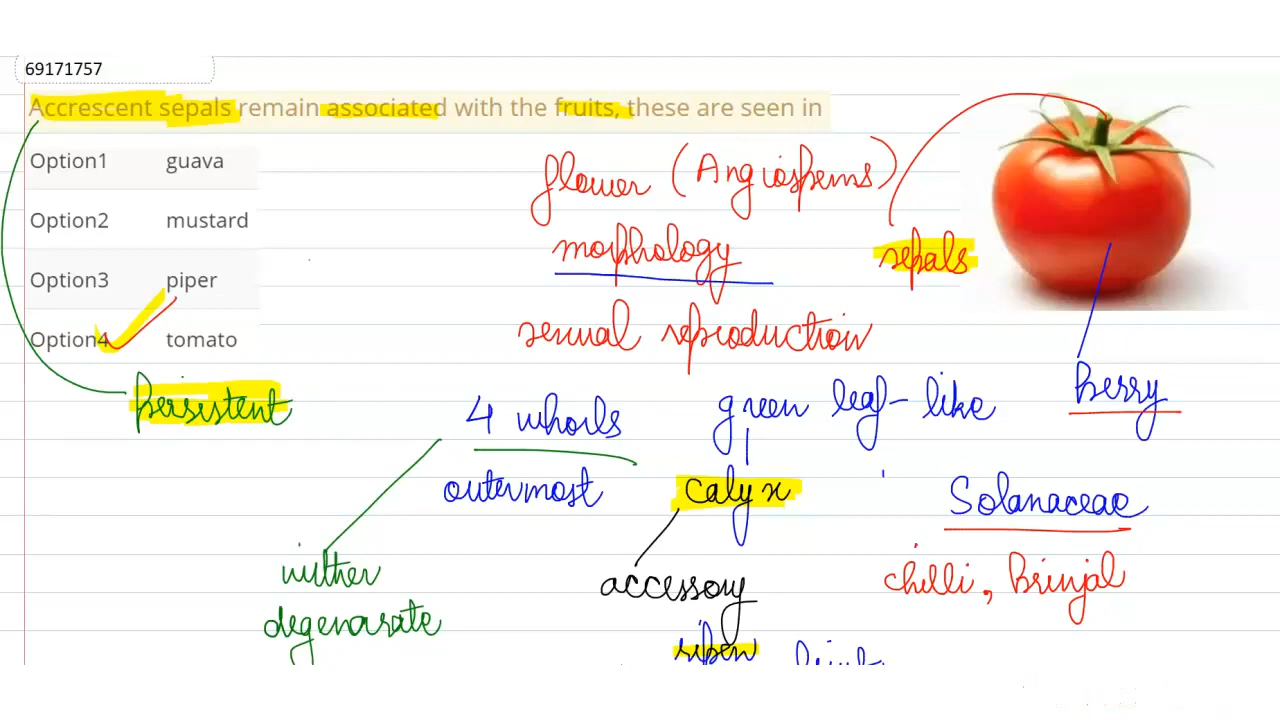 69171757
Accrescent sepals remain associated with the fruits, these are seen in
Option1 guava
Option2 mustard
Option3 piper
Option4 tomato
flower (Angiosperms)
morphology
sepals
sexual reproduction
Persistent
4 whorls
green leaf-like
Berry
outermost
calyx
Solanaceae
wither
accessory
chilli, Brinjal
degenarate
ripen